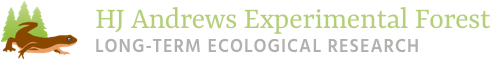 HJ Andrews Experimental Forest
LONG-TERM ECOLOGICAL RESEARCH